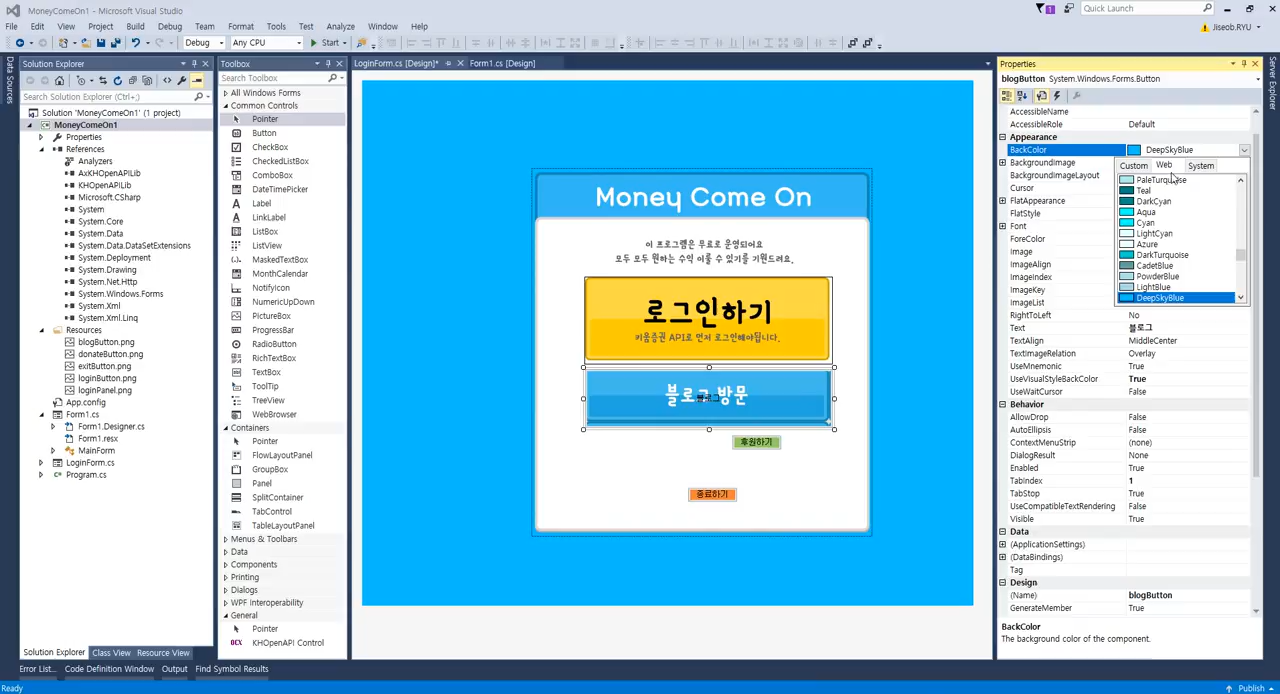 MoneyComeOn1 - Microsoft Visual Studio
1
Quick Launch
File Edit View Project Build Debug Team Format Tools Test Analyze Window Help
Jiseob.RYU
Debug
Any CPU
Start
Data Sources
Solution Explorer
Search Solution Explorer (Ctrl+;)
Solution 'MoneyComeOn1' (1 project)
MoneyComeOn1
Properties
References
Analyzers
AxKHOpenAPILib
KHOpenAPILib
Microsoft.CSharp
System
System.Core
System.Data
System.Data.DataSetExtensions
System.Deployment
System.Drawing
System.Net.Http
System.Windows.Forms
System.Xml
System.Xml.Linq
Resources
blogButton.png
donateButton.png
exitButton.png
loginButton.png
loginPanel.png
App.config
Form1.cs
Form1.Designer.cs
Form1.resx
MainForm
LoginForm.cs
Program.cs
Solution Explorer Class View Resource View
Toolbox
Search Toolbox
All Windows Forms
Common Controls
Pointer
Button
CheckBox
CheckedListBox
ComboBox
DateTimePicker
Label
LinkLabel
ListBox
ListView
MaskedTextBox
MonthCalendar
NotifyIcon
NumericUpDown
PictureBox
ProgressBar
RadioButton
RichTextBox
TextBox
ToolTip
TreeView
WebBrowser
Containers
Pointer
FlowLayoutPanel
GroupBox
Panel
SplitContainer
TabControl
TableLayoutPanel
Menus & Toolbars
Data
Components
Printing
Dialogs
WPF Interoperability
General
Pointer
KHOpenAPI Control
LoginForm.cs [Design]*
Form1.cs [Design]
Money Come On
이 프로그램은 무료로 운영되어요
모두 모두 원하는 수익 이룰 수 있기를 기원드려요.
로그인하기
키움증권 API로 먼저 로그인해야됩니다.
블로그 방문
블로그
후원하기
종료하기
Properties
blogButton System.Windows.Forms.Button
AccessibleName
AccessibleRole Default
Appearance
BackColor DeepSkyBlue
BackgroundImage
BackgroundImageLayout
Cursor
FlatAppearance
FlatStyle
Font
ForeColor
Image
ImageAlign
ImageIndex
ImageKey
ImageList
Custom Web System
PaleTurquoise
Teal
DarkCyan
Aqua
Cyan
LightCyan
Azure
DarkTurquoise
CadetBlue
PowderBlue
LightBlue
DeepSkyBlue
RightToLeft No
Text 블로그
TextAlign MiddleCenter
TextImageRelation Overlay
UseMnemonic True
UseVisualStyleBackColor True
UseWaitCursor False
Behavior
AllowDrop False
AutoEllipsis False
ContextMenuStrip (none)
DialogResult None
Enabled True
TabIndex 1
TabStop True
UseCompatibleTextRendering False
Visible True
Data
(ApplicationSettings)
(DataBindings)
Tag
Design
(Name) blogButton
GenerateMember True
BackColor
The background color of the component.
Server Explorer
Error List... Code Definition Window Output Find Symbol Results
Ready
Publish